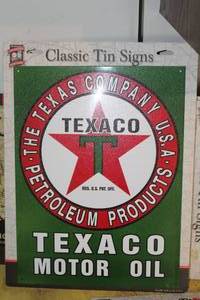 Classic Tin Signs
THE TEXAS COMPANY U.S.A.
TEXACO
T
REG. U.S. PAT. OFF.
PETROLEUM PRODUCTS
TEXACO
MOTOR OIL